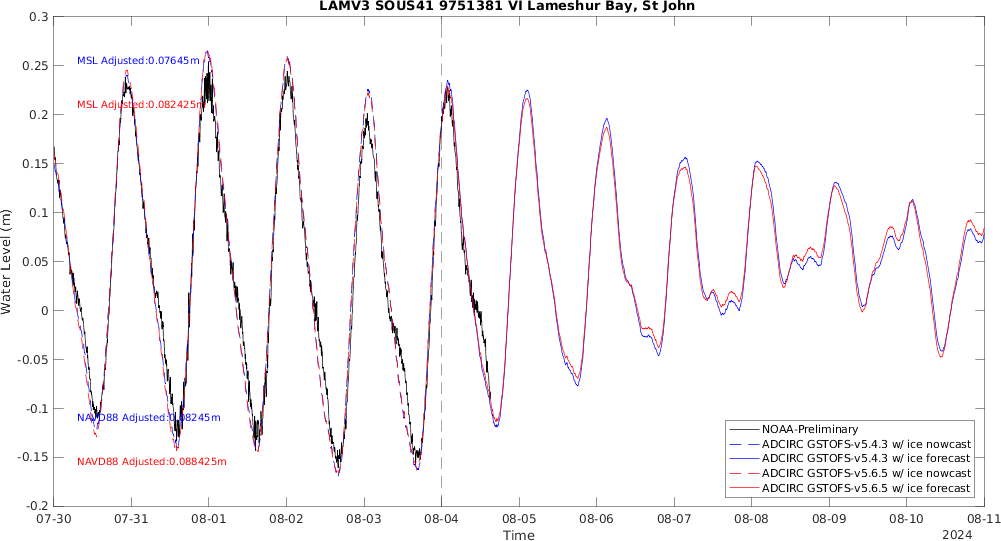 LAMV3 SOUS41 9751381 VI Lameshur Bay, St John
0.3
0.25
0.2
0.15
0.1
0.05
0
-0.05
-0.1
-0.15
-0.2
Water Level (m)
MSL Adjusted:0.07645m
MSL Adjusted:0.082425m
NAVD88 Adjusted:0.08245m
NAVD88 Adjusted:0.088425m
NOAA-Preliminary
ADCIRC GSTOFS-v5.4.3 w/ ice nowcast
ADCIRC GSTOFS-v5.4.3 w/ ice forecast
ADCIRC GSTOFS-v5.6.5 w/ ice nowcast
ADCIRC GSTOFS-v5.6.5 w/ ice forecast
07-30 07-31 08-01 08-02 08-03 08-04 08-05 08-06 08-07 08-08 08-09 08-10 08-11
Time
2024